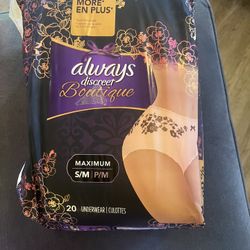 MORE*
EN PLUS*
always
discreet
Boutique
MAXIMUM
S/M P/M
20 UNDERWEAR | CULOTTES